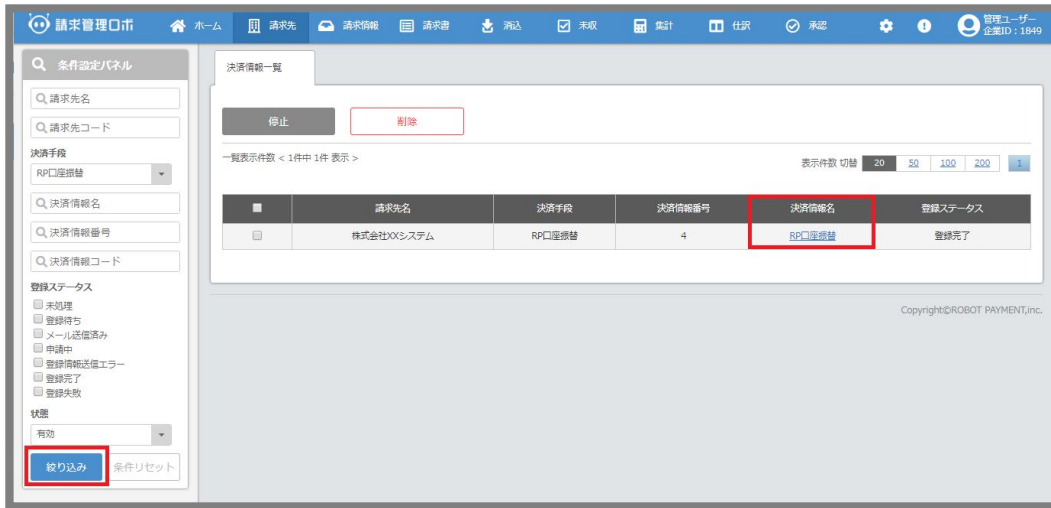 請求管理ロボ ホーム 請求先 請求情報 請求書 消込 未収 集計 仕訳 承認 管理ユーザー
企業ID : 1849
条件設定パネル
請求先名
請求先コード
決済手段
RP口座振替
決済情報名
決済情報番号
決済情報コード
登録ステータス
未処理
登録待ち
メール送信済み
申請中
登録情報送信エラー
登録完了
登録失敗
状態
有効
絞り込み 条件リセット
決済情報一覧
停止 削除
一覧表示件数 < 1件中 1件 表示 >
表示件数 切替 20 50 100 200 1
請求先名 決済手段 決済情報番号 決済情報名 登録ステータス
株式会社XXシステム RP口座振替 4 RP口座振替 登録完了
Copyright©ROBOT PAYMENT,inc.